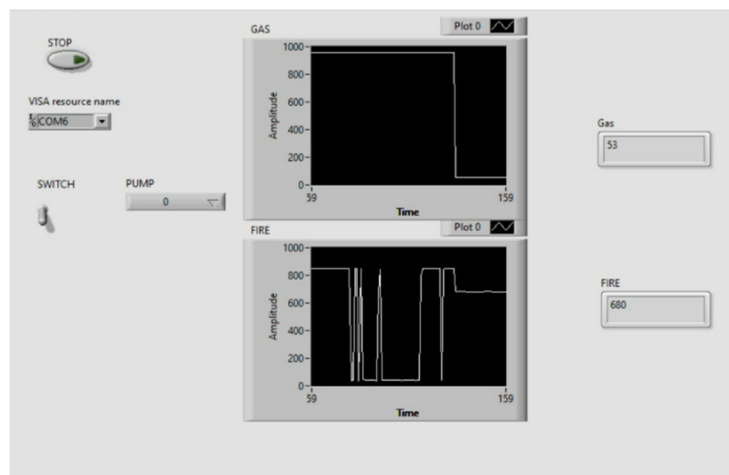 STOP
VISA resource name
COM6
SWITCH
PUMP
0
GAS
Plot 0
1000
800
600
400
200
0
Amplitude
59
159
Time
FIRE
Plot 0
1000
800
600
400
200
0
Amplitude
59
159
Time
Gas
53
FIRE
680